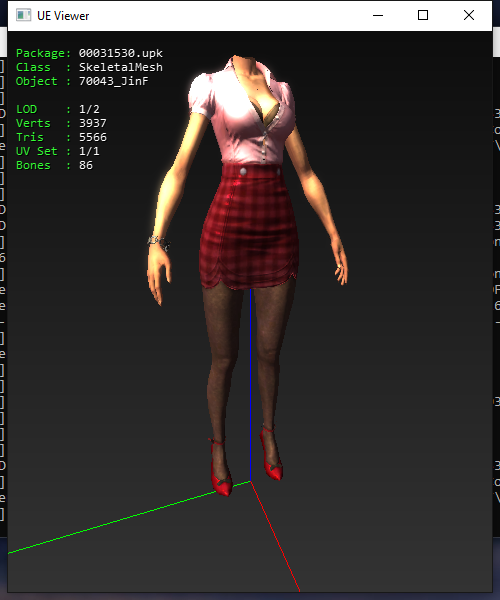 UE Viewer
Package: 00031530.upk
Class  : SkeletalMesh
Object : 70043_JinF
LOD    : 1/2
Verts  : 3937
Tris   : 5566
UV Set : 1/1
Bones  : 86